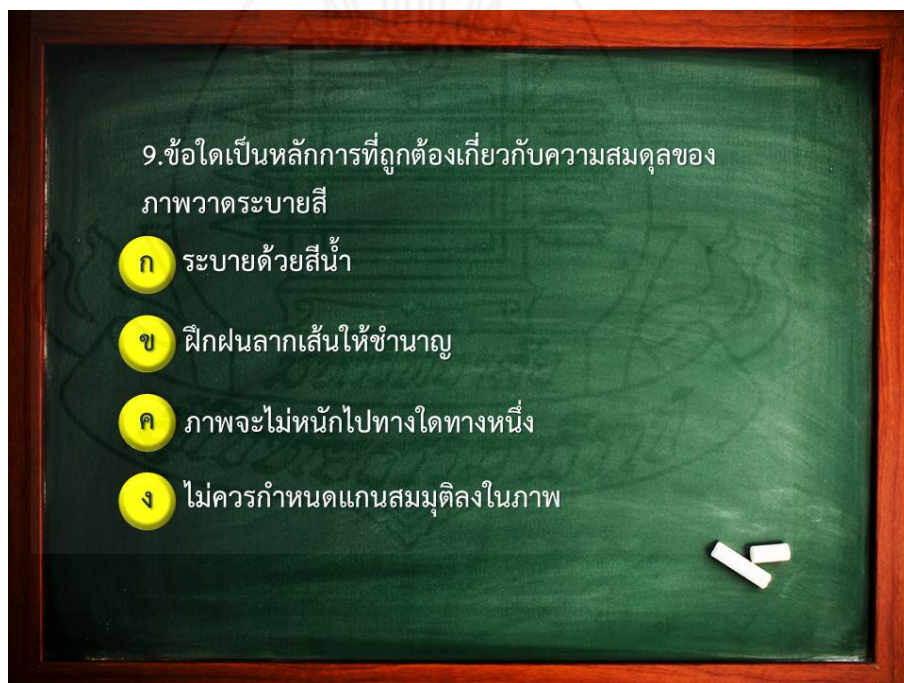 9.ข้อใดเป็นหลักการที่ถูกต้องเกี่ยวกับความสมดุลของ
ภาพวาดระบายสี
ก ระบายด้วยสีน้ำ
ข ฝึกฝนลากเส้นให้ชำนาญ
ค ภาพจะไม่หนักไปทางใดทางหนึ่ง
ง ไม่ควรกำหนดแกนสมมุติลงในภาพ